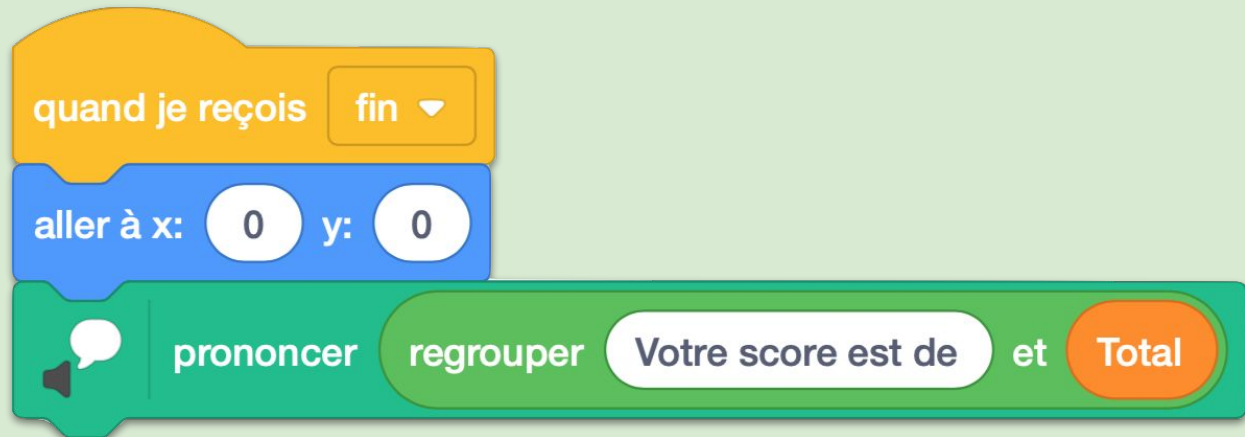 quand je reçois fin
aller à x: 0 y: 0
prononcer regrouper Votre score est de et Total